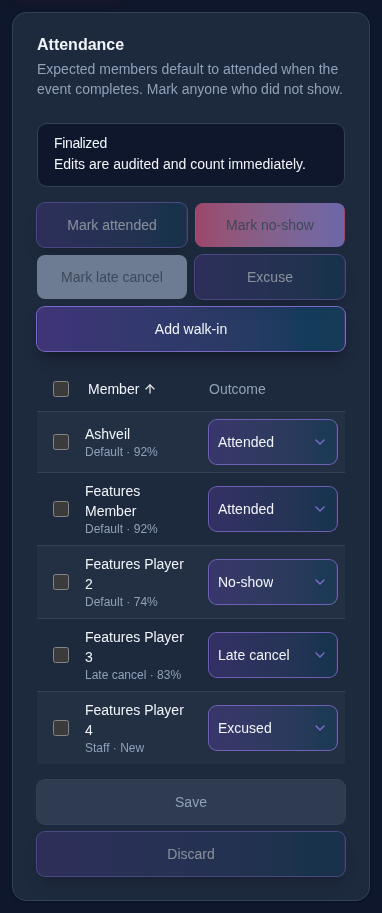 Attendance
Expected members default to attended when the
event completes. Mark anyone who did not show.
Finalized
Edits are audited and count immediately.
Mark attended
Mark no-show
Mark late cancel
Excuse
Add walk-in
Member ↑
Outcome
Ashveil
Default · 92%
Attended
Features
Member
Default · 92%
Attended
Features Player
2
Default · 74%
No-show
Features Player
3
Late cancel · 83%
Late cancel
Features Player
4
Staff · New
Excused
Save
Discard